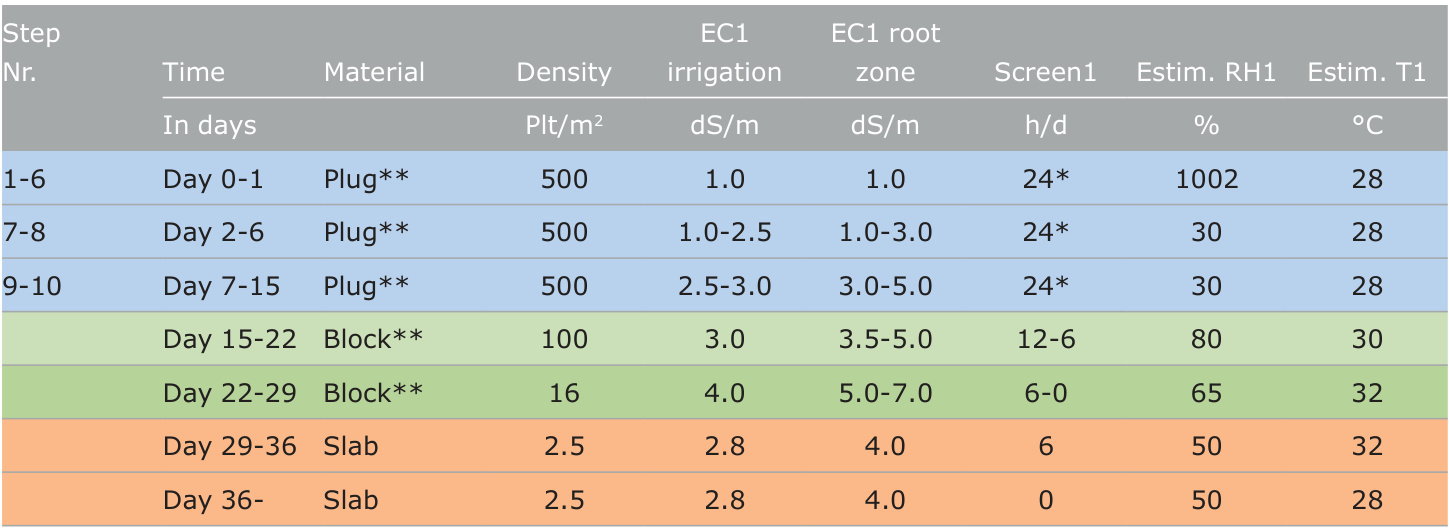 Step Nr. Time Material Density EC1 irrigation EC1 root zone Screen1 Estim. RH1 Estim. T1
In days Plt/m² dS/m dS/m h/d % °C
1-6 Day 0-1 Plug** 500 1.0 1.0 24* 1002 28
7-8 Day 2-6 Plug** 500 1.0-2.5 1.0-3.0 24* 30 28
9-10 Day 7-15 Plug** 500 2.5-3.0 3.0-5.0 24* 30 28
Day 15-22 Block** 100 3.0 3.5-5.0 12-6 80 30
Day 22-29 Block** 16 4.0 5.0-7.0 6-0 65 32
Day 29-36 Slab 2.5 2.8 4.0 6 50 32
Day 36- Slab 2.5 2.8 4.0 0 50 28